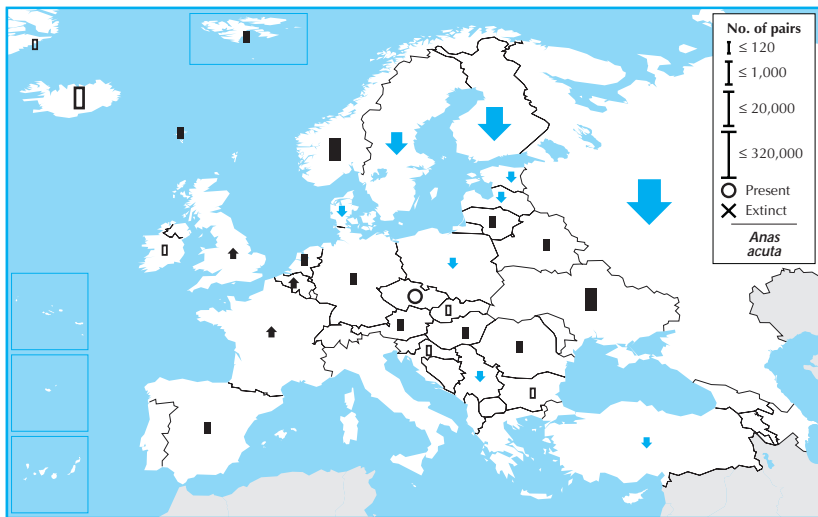 No. of pairs
≤ 120
≤ 1,000
≤ 20,000
≤ 320,000
Present
Extinct
Anas
acuta